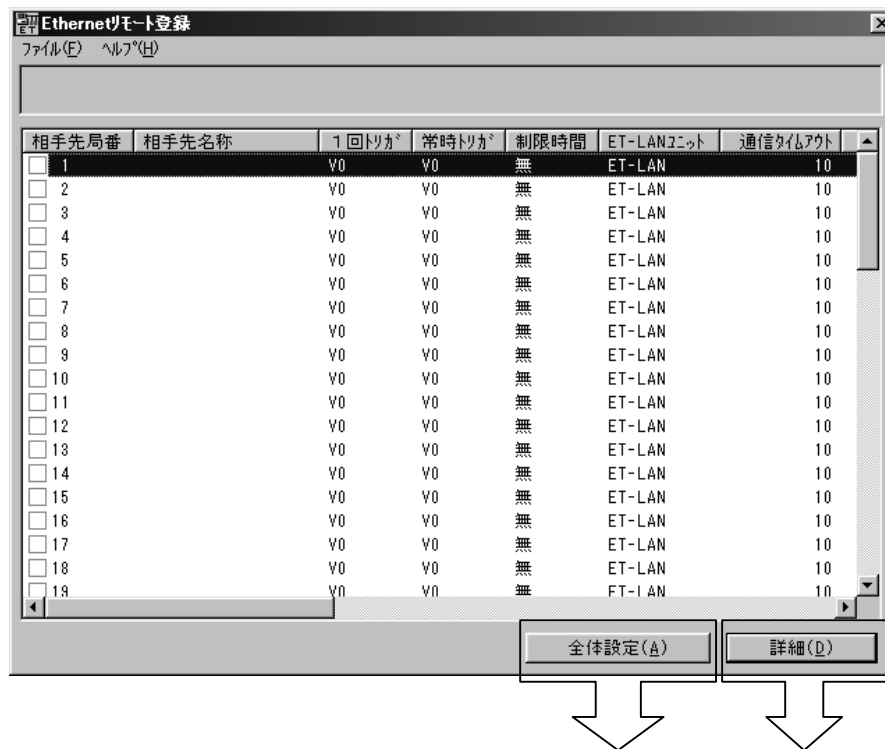 Ethernetﾘﾓｰﾄ登録
ﾌｧｲﾙ(F) ﾍﾙﾌﾟ(H)
相手先局番 相手先名称 1回ﾄﾘｶﾞ 常時ﾄﾘｶﾞ 制限時間 ET-LANﾕﾆｯﾄ 通信ﾀｲﾑｱｳﾄ
1 V0 V0 無 ET-LAN 10
2 V0 V0 無 ET-LAN 10
3 V0 V0 無 ET-LAN 10
4 V0 V0 無 ET-LAN 10
5 V0 V0 無 ET-LAN 10
6 V0 V0 無 ET-LAN 10
7 V0 V0 無 ET-LAN 10
8 V0 V0 無 ET-LAN 10
9 V0 V0 無 ET-LAN 10
10 V0 V0 無 ET-LAN 10
11 V0 V0 無 ET-LAN 10
12 V0 V0 無 ET-LAN 10
13 V0 V0 無 ET-LAN 10
14 V0 V0 無 ET-LAN 10
15 V0 V0 無 ET-LAN 10
16 V0 V0 無 ET-LAN 10
17 V0 V0 無 ET-LAN 10
18 V0 V0 無 ET-LAN 10
19 V0 V0 無 ET-LAN 10
全体設定(A) 詳細(D)